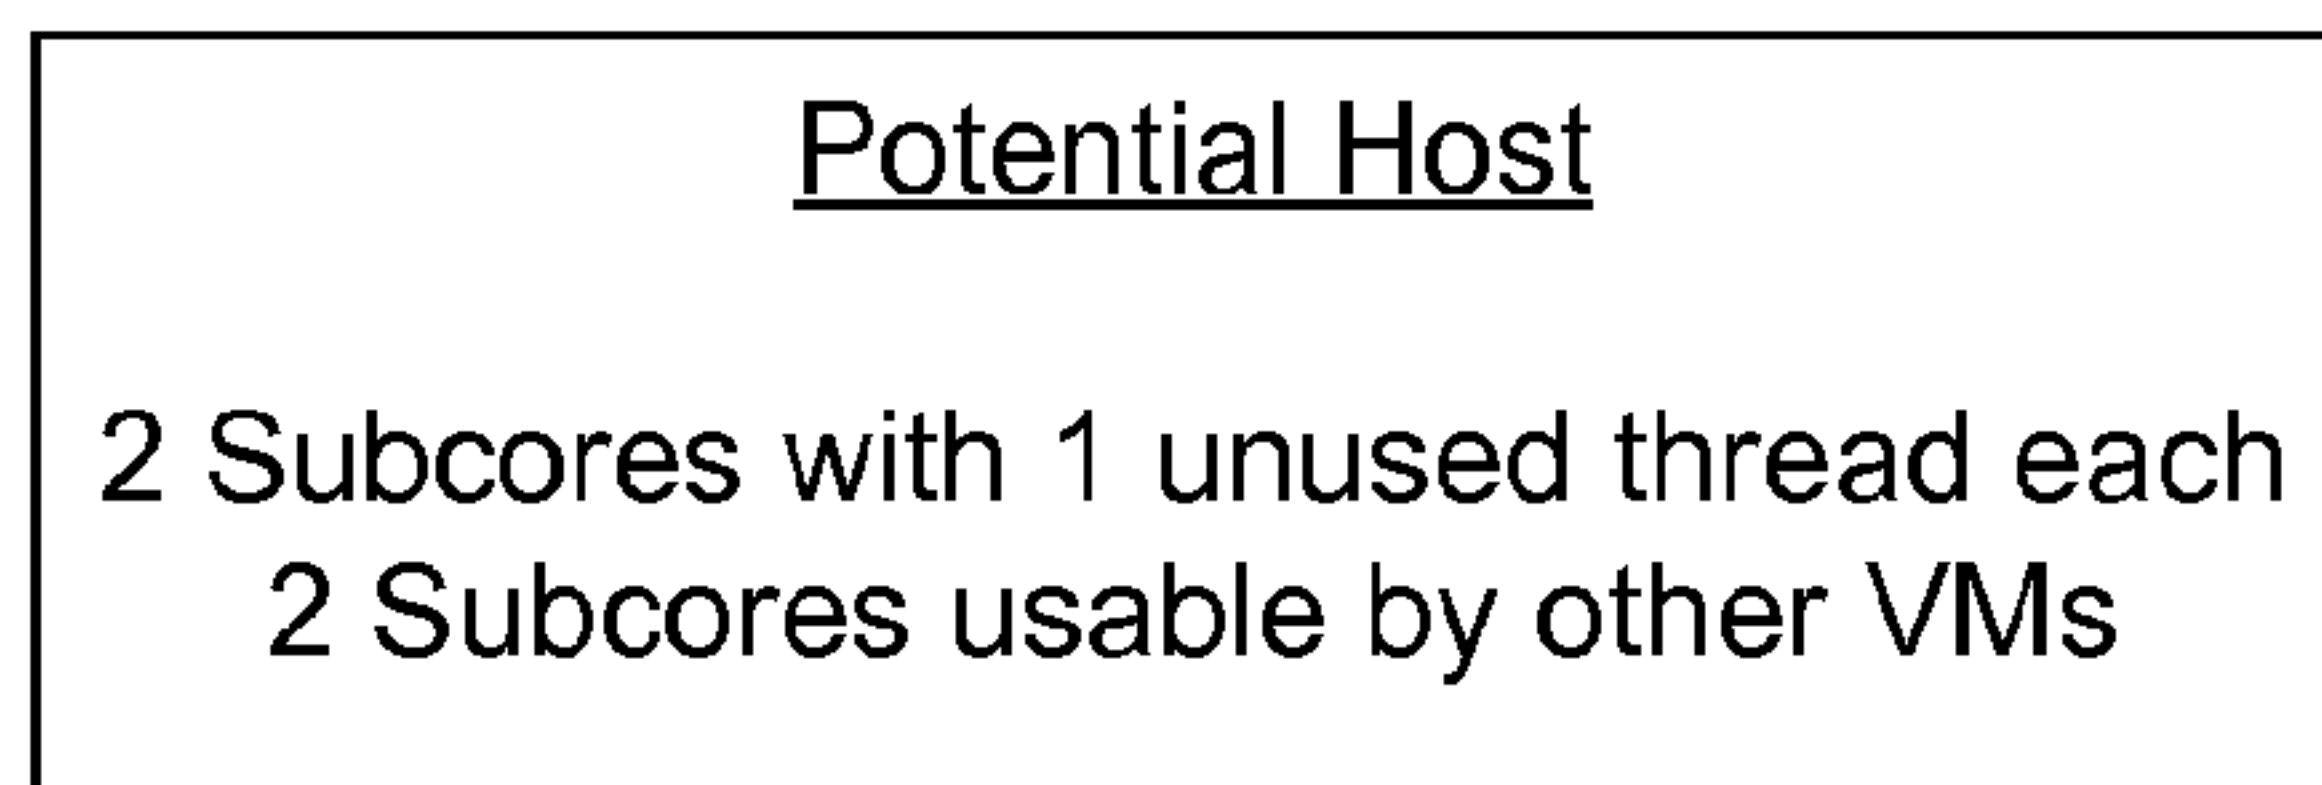 Potential Host
2 Subcores with 1 unused thread each
2 Subcores usable by other VMs